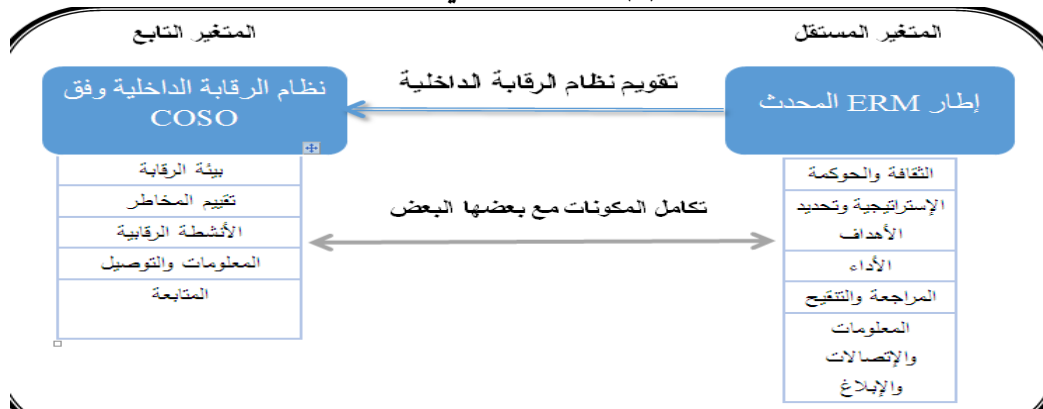 المتغير المستقل
المتغير التابع
إطار ERM المحدث
تقويم نظام الرقابة الداخلية
نظام الرقابة الداخلية وفق
COSO
الثقافة والحوكمة
الإستراتيجية وتحديد
الأهداف
الأداء
المراجعة والتنقيح
المعلومات
والإتصالات
والإبلاغ
تكامل المكونات مع بعضها البعض
بيئة الرقابة
تقييم المخاطر
الأنشطة الرقابية
المعلومات والتوصيل
المتابعة